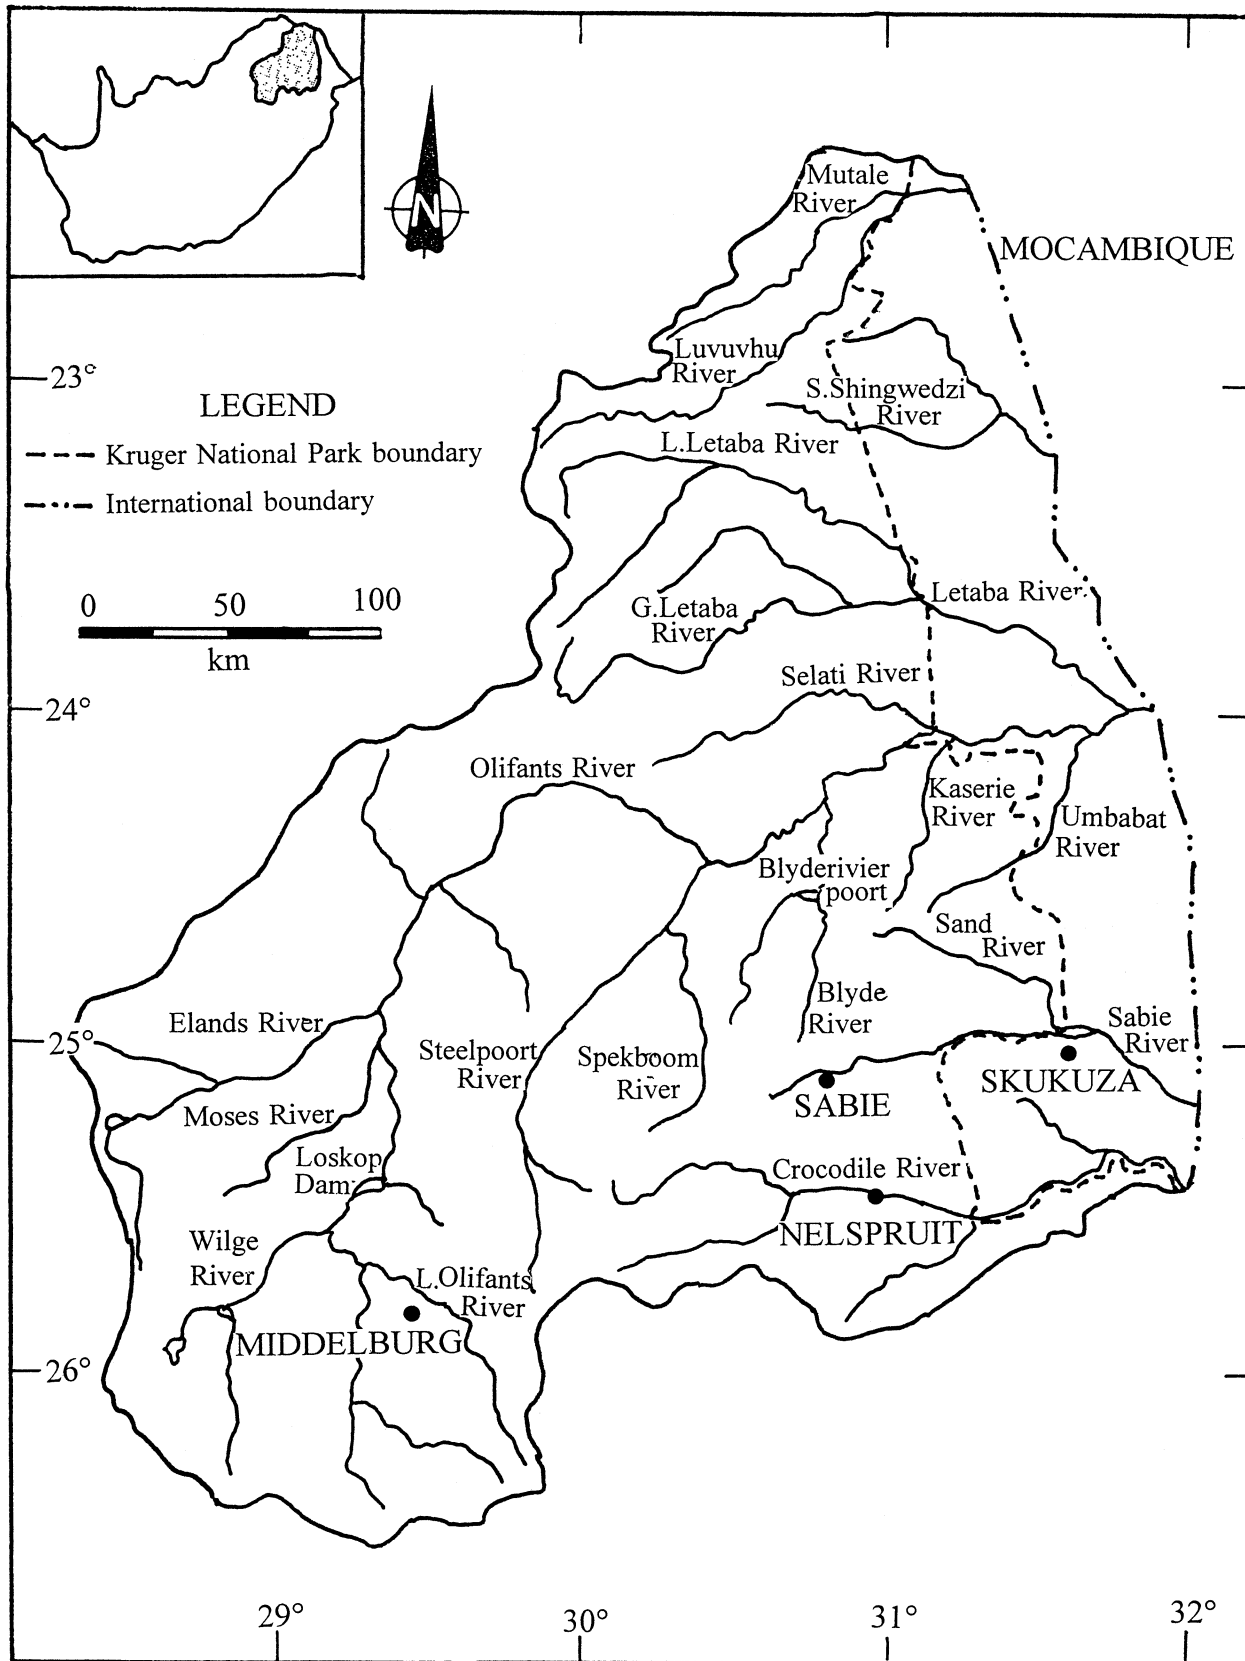 N
Mutale
River
MOCAMBIQUE
Luvuvhu
River
23°
LEGEND
Kruger National Park boundary
International boundary
S.Shingwedzi
River
L.Letaba River
0 50 100
km
Letaba River
G.Letaba
River
Selati River
24°
Olifants River
Kaserie
River
Umbabat
River
Blyderivier
poort
Sand
River
Blyde
River
Elands River
25°
Steelpoort
River
Spekboom
River
Sabie
River
SKUKUZA
SABIE
Moses River
Loskop
Dam
Crocodile River
NELSPRUIT
Wilge
River
L.Olifants
River
MIDDELBURG
26°
29° 30° 31° 32°